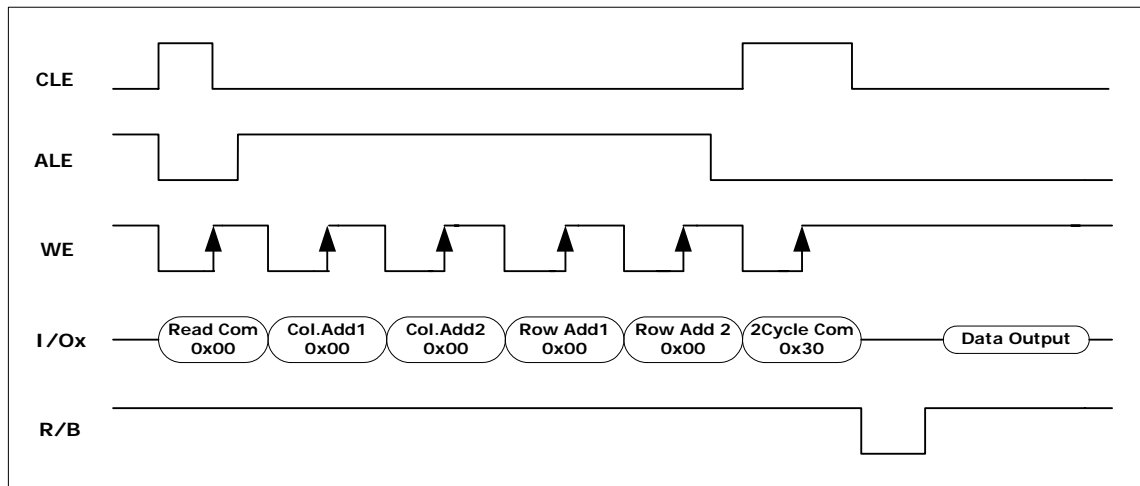 CLE
ALE
WE
I/Ox
Read Com
0x00
Col.Add1
0x00
Col.Add2
0x00
Row Add1
0x00
Row Add 2
0x00
2Cycle Com
0x30
Data Output
R/B